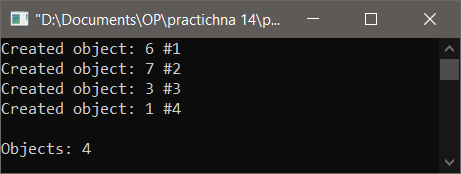 "D:\Documents\OP\practichna 14\p...
Created object: 6 #1
Created object: 7 #2
Created object: 3 #3
Created object: 1 #4
Objects: 4